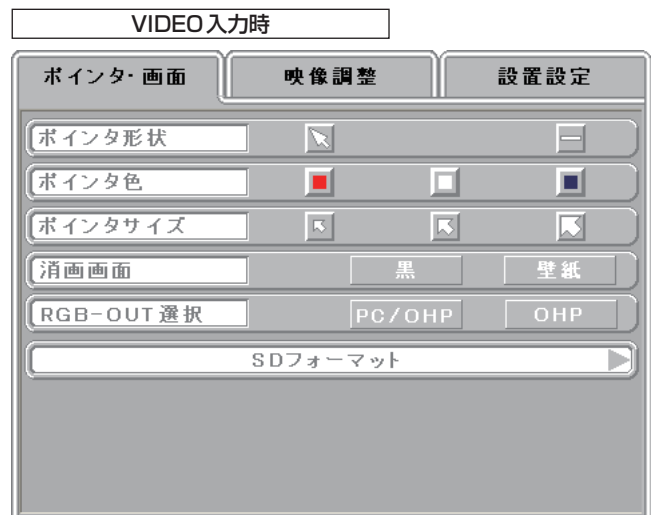 VIDEO入力時
ポインタ・画面 映像調整 設置設定
ポインタ形状
ポインタ色
ポインタサイズ
消画画面 黒 壁紙
RGB-OUT選択 PC/OHP OHP
SDフォーマット